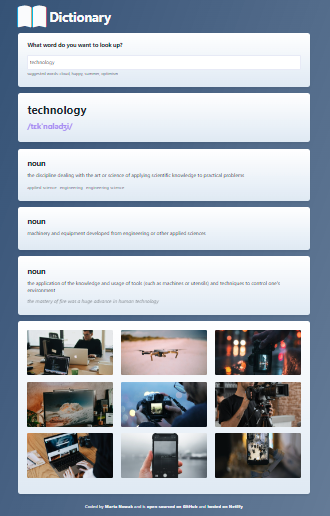 Dictionary
What word do you want to look up?
technology
suggested words: cloud, happy, summer, optimism
technology
/tɛkˈnɑlədʒi/
noun
the discipline dealing with the art or science of applying scientific knowledge to practical problems
applied science engineering engineering science
noun
machinery and equipment developed from engineering or other applied sciences
noun
the application of the knowledge and usage of tools (such as machines or utensils) and techniques to control one's
environment
the mastery of fire was a huge advance in human technology
Coded by Maria Nowak and is open-sourced on GitHub and hosted on Netlify